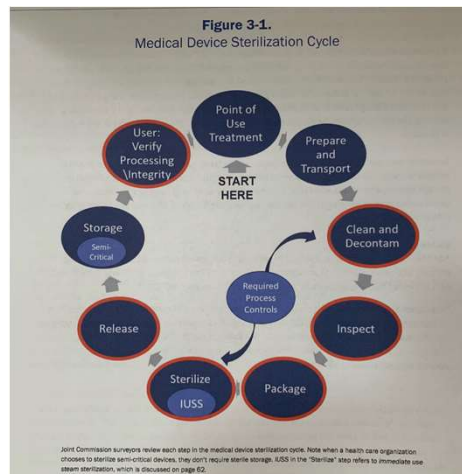 Figure 3-1.
Medical Device Sterilization Cycle
Point of
Use
Treatment
START
HERE
Prepare
and
Transport
Clean and
Decontam
Inspect
Package
Sterilize
IUSS
Release
Storage
Semi-
Critical
User:
Verify
Processing
\Integrity
Required
Process
Controls
Joint Commission surveyors review each step in the medical device sterilization cycle. Note when a health care organization
chooses to sterilize semi-critical devices, they don't require sterile storage. IUSS in the "Sterilize" step refers to immediate use
steam sterilization, which is discussed on page 62.